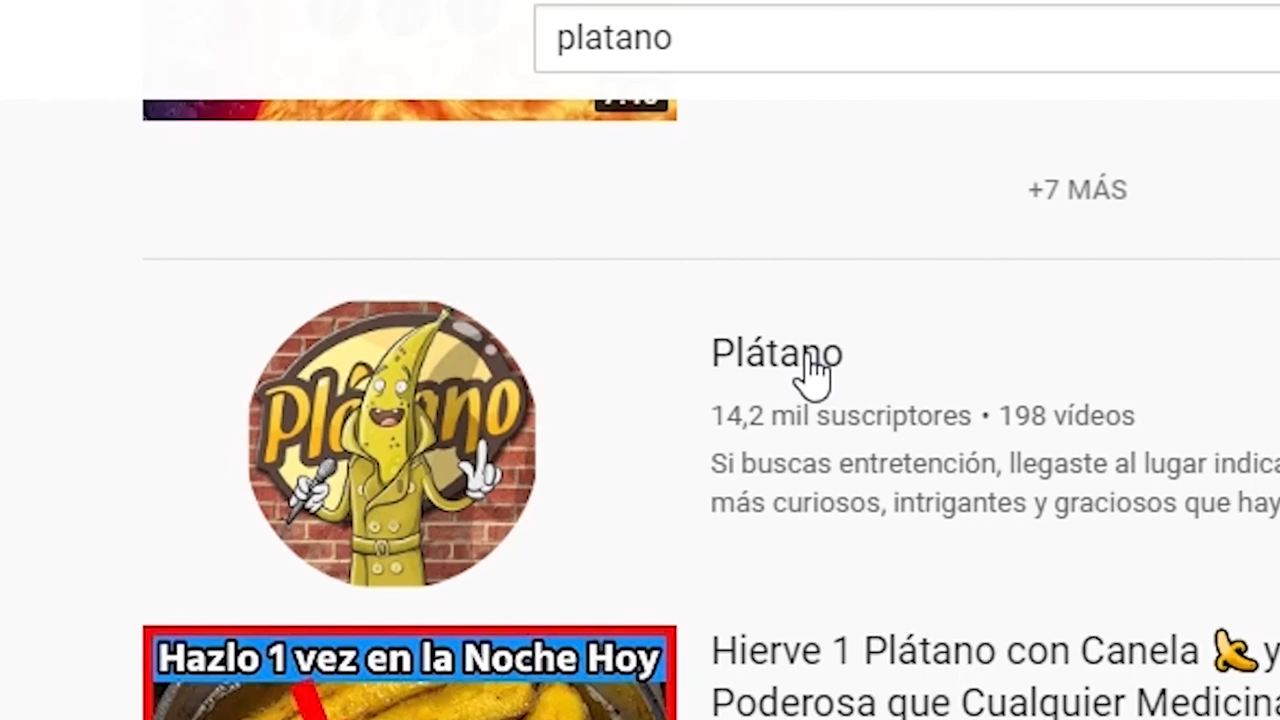 platano
+7 MÁS
Plátano
14,2 mil suscriptores • 198 vídeos
Si buscas entretención, llegaste al lugar
más curiosos, intrigantes y graciosos que hay
Plátano
Hazlo 1 vez en la Noche Hoy
Hierve 1 Plátano con Canela 🍌 y
Poderosa que Cualquier